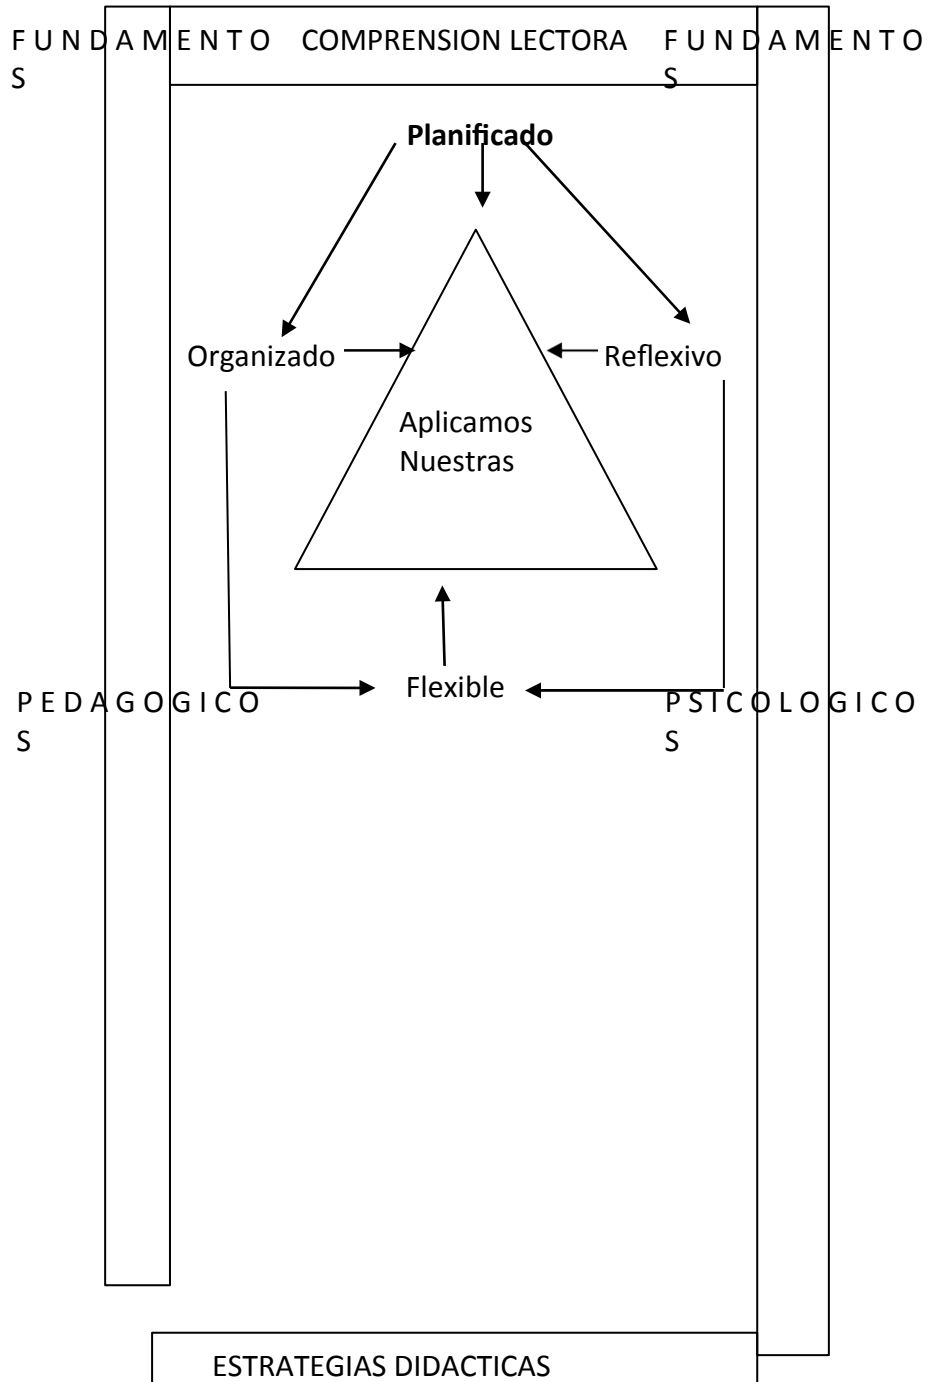 F U N D A M E N T O COMPRENSION LECTORA F U N D A M E N T O
S S
Planificado
Organizado Reflexivo
Aplicamos
Nuestras
Flexible
P E D A G O G I C O P S I C O L O G I C O
S S
ESTRATEGIAS DIDACTICAS